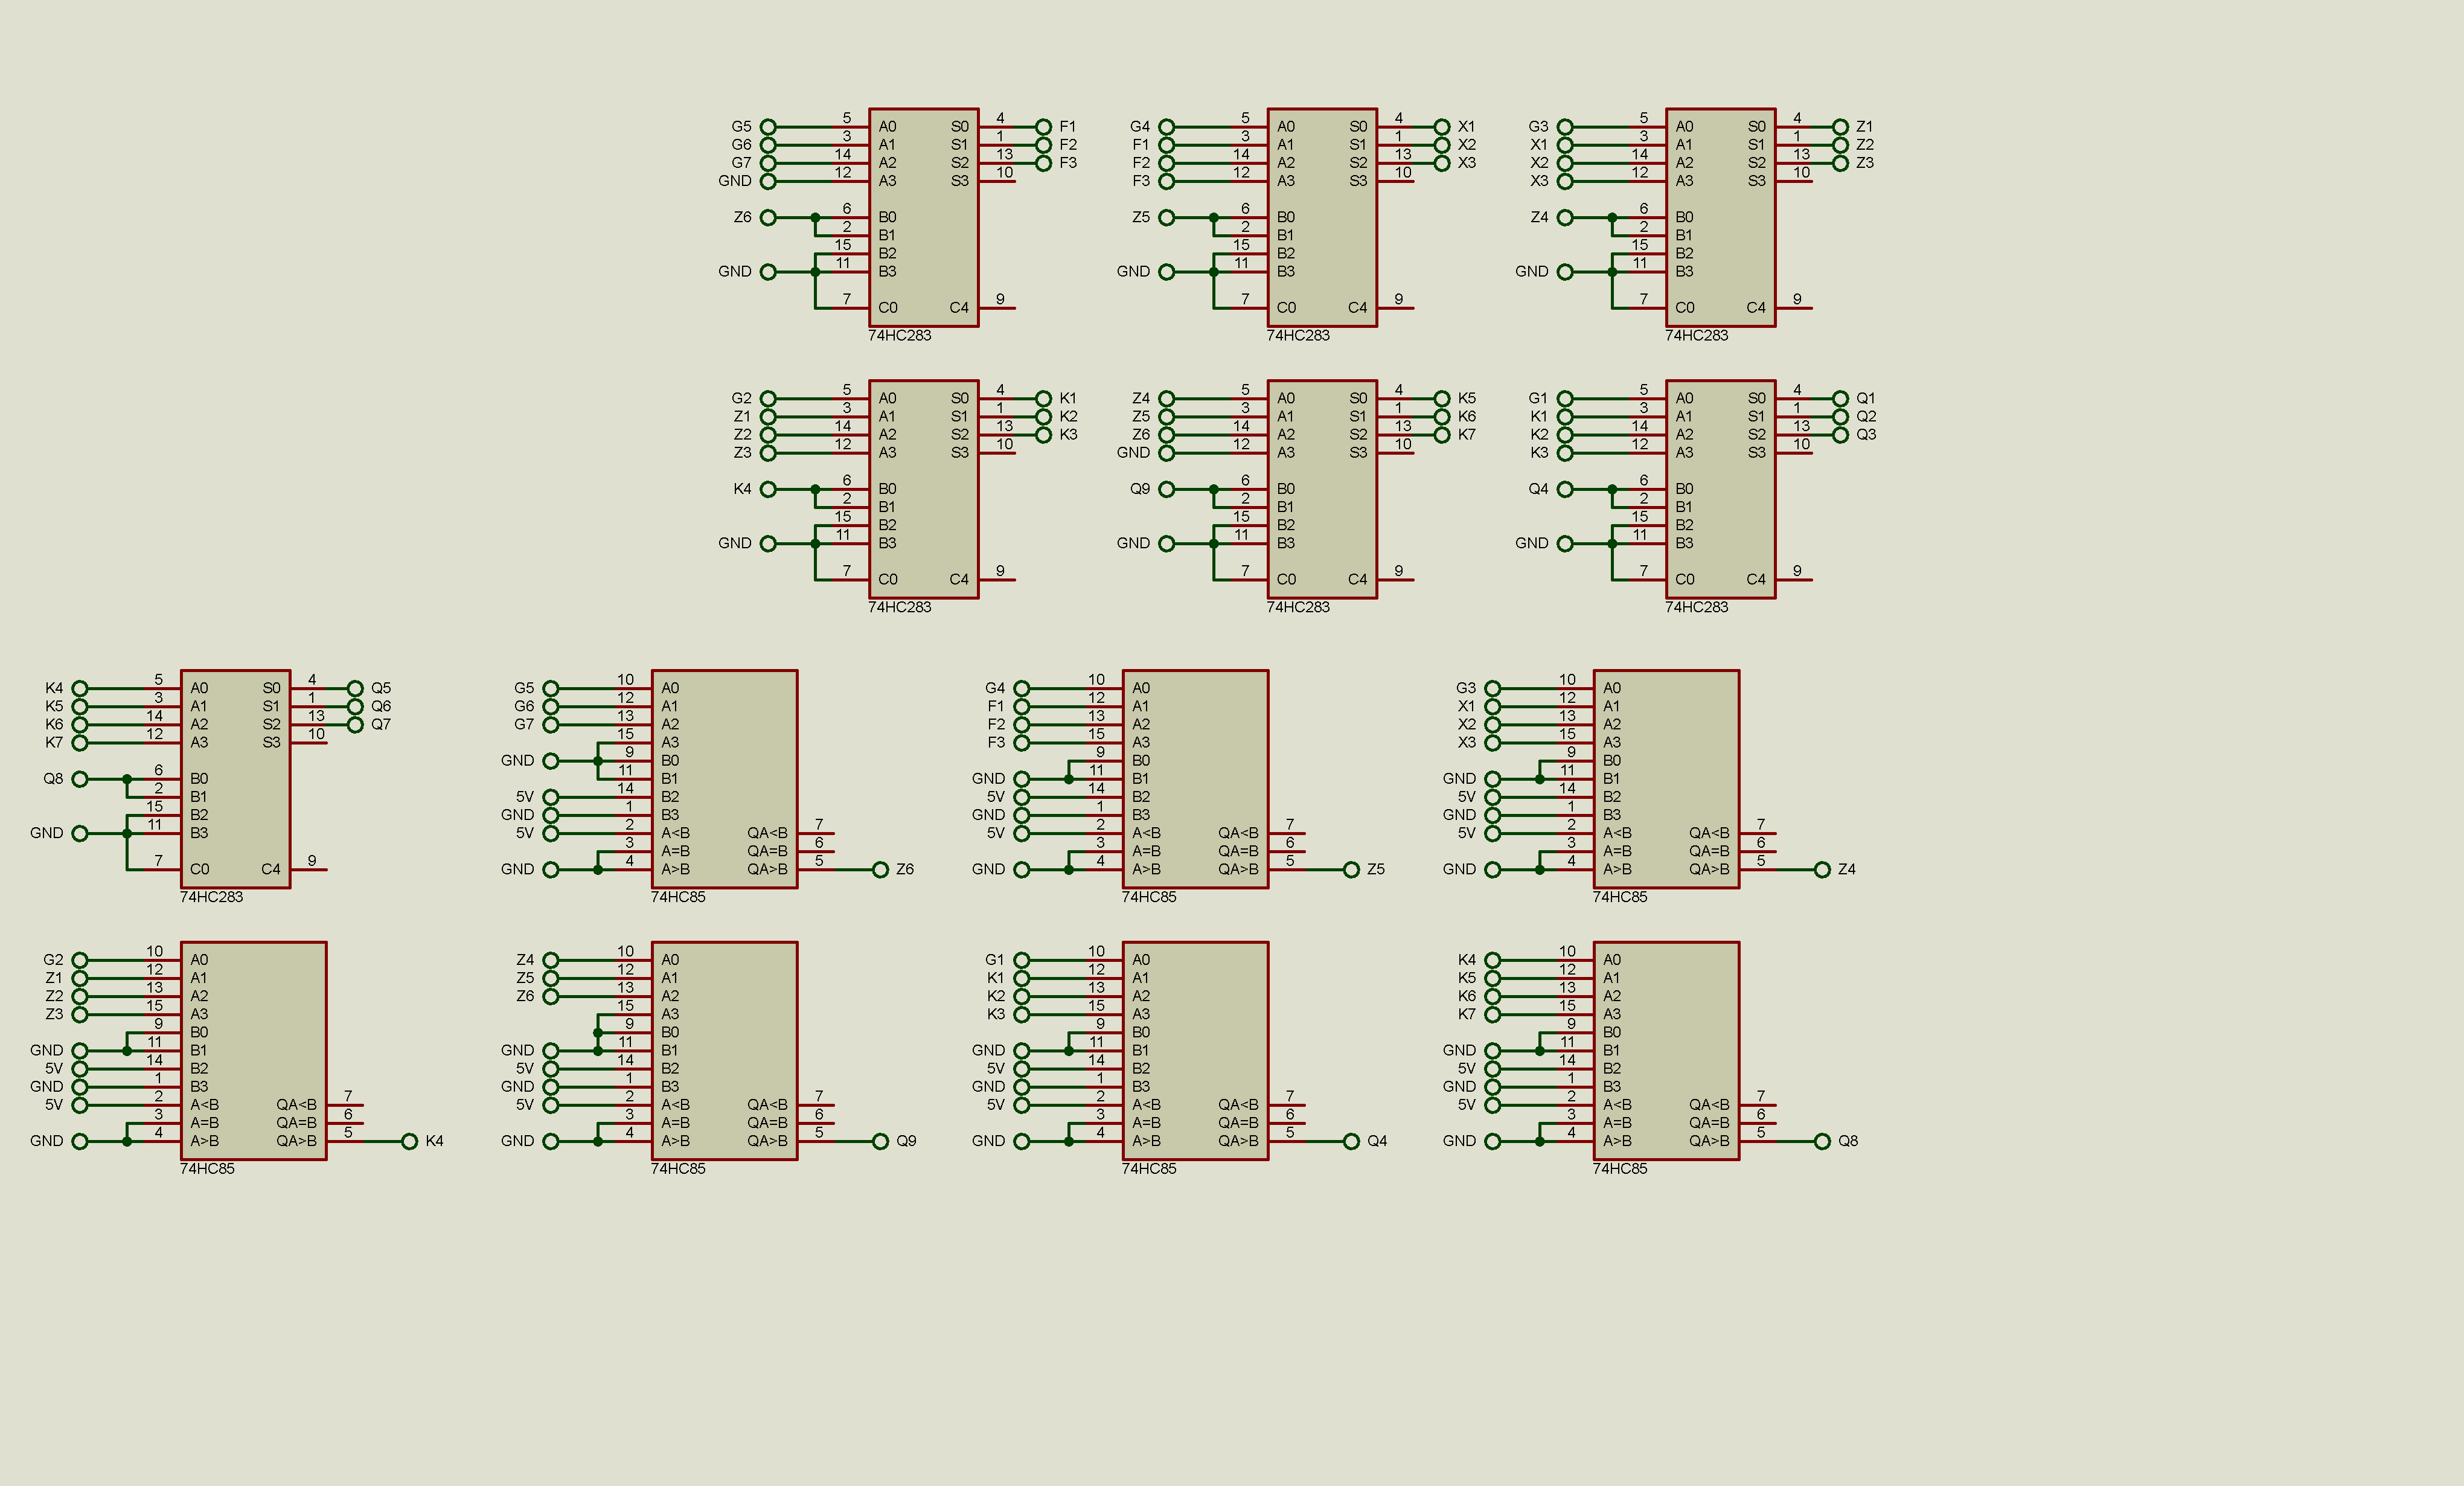 G5 5 A0 S0 4 F1
G6 3 A1 S1 1 F2
G7 14 A2 S2 13 F3
GND 12 A3 S3 10
Z6 6 B0
2 B1
15 B2
GND 11 B3
7 C0 C4 9
74HC283
G4 5 A0 S0 4 X1
F1 3 A1 S1 1 X2
F2 14 A2 S2 13 X3
F3 12 A3 S3 10
Z5 6 B0
2 B1
15 B2
GND 11 B3
7 C0 C4 9
74HC283
G3 5 A0 S0 4 Z1
X1 3 A1 S1 1 Z2
X2 14 A2 S2 13 Z3
X3 12 A3 S3 10
Z4 6 B0
2 B1
15 B2
GND 11 B3
7 C0 C4 9
74HC283
G2 5 A0 S0 4 K1
Z1 3 A1 S1 1 K2
Z2 14 A2 S2 13 K3
Z3 12 A3 S3 10
K4 6 B0
2 B1
15 B2
GND 11 B3
7 C0 C4 9
74HC283
Z4 5 A0 S0 4 K5
Z5 3 A1 S1 1 K6
Z6 14 A2 S2 13 K7
GND 12 A3 S3 10
Q9 6 B0
2 B1
15 B2
GND 11 B3
7 C0 C4 9
74HC283
G1 5 A0 S0 4 Q1
K1 3 A1 S1 1 Q2
K2 14 A2 S2 13 Q3
K3 12 A3 S3 10
Q4 6 B0
2 B1
15 B2
GND 11 B3
7 C0 C4 9
74HC283
K4 5 A0 S0 4 Q5
K5 3 A1 S1 1 Q6
K6 14 A2 S2 13 Q7
K7 12 A3 S3 10
Q8 6 B0
2 B1
15 B2
GND 11 B3
7 C0 C4 9
74HC283
G5 10 A0
G6 12 A1
G7 13 A2
15 A3
GND 9 B0
11 B1
5V 14 B2
GND 1 B3
5V 2 A<B QA<B 7
3 A=B QA=B 6
GND 4 A>B QA>B 5 Z6
74HC85
G4 10 A0
F1 12 A1
F2 13 A2
F3 15 A3
9 B0
GND 11 B1
5V 14 B2
GND 1 B3
5V 2 A<B QA<B 7
3 A=B QA=B 6
GND 4 A>B QA>B 5 Z5
74HC85
G3 10 A0
X1 12 A1
X2 13 A2
X3 15 A3
9 B0
GND 11 B1
5V 14 B2
GND 1 B3
5V 2 A<B QA<B 7
3 A=B QA=B 6
GND 4 A>B QA>B 5 Z4
74HC85
G2 10 A0
Z1 12 A1
Z2 13 A2
Z3 15 A3
9 B0
GND 11 B1
5V 14 B2
GND 1 B3
5V 2 A<B QA<B 7
3 A=B QA=B 6
GND 4 A>B QA>B 5 K4
74HC85
Z4 10 A0
Z5 12 A1
Z6 13 A2
15 A3
9 B0
GND 11 B1
5V 14 B2
GND 1 B3
5V 2 A<B QA<B 7
3 A=B QA=B 6
GND 4 A>B QA>B 5 Q9
74HC85
G1 10 A0
K1 12 A1
K2 13 A2
K3 15 A3
9 B0
GND 11 B1
5V 14 B2
GND 1 B3
5V 2 A<B QA<B 7
3 A=B QA=B 6
GND 4 A>B QA>B 5 Q4
74HC85
K4 10 A0
K5 12 A1
K6 13 A2
K7 15 A3
9 B0
GND 11 B1
5V 14 B2
GND 1 B3
5V 2 A<B QA<B 7
3 A=B QA=B 6
GND 4 A>B QA>B 5 Q8
74HC85